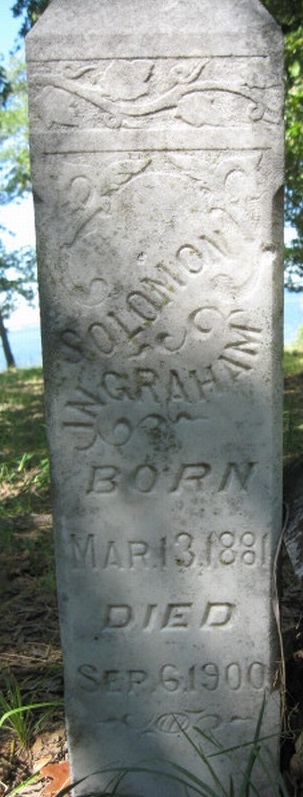 SOLOMON
INGRAHAM
BORN
MAR. 13. 1881
DIED
SEP. 6. 1900